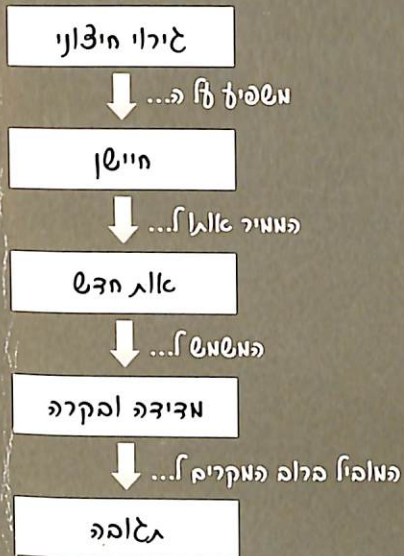 גירוי חיצוני
משפיע על ה...
חיישן
הממיר אותו ל...
אות חדש
המשמש ל...
מדידה ובקרה
המוביל ברוב המקרים ל...
תגובה